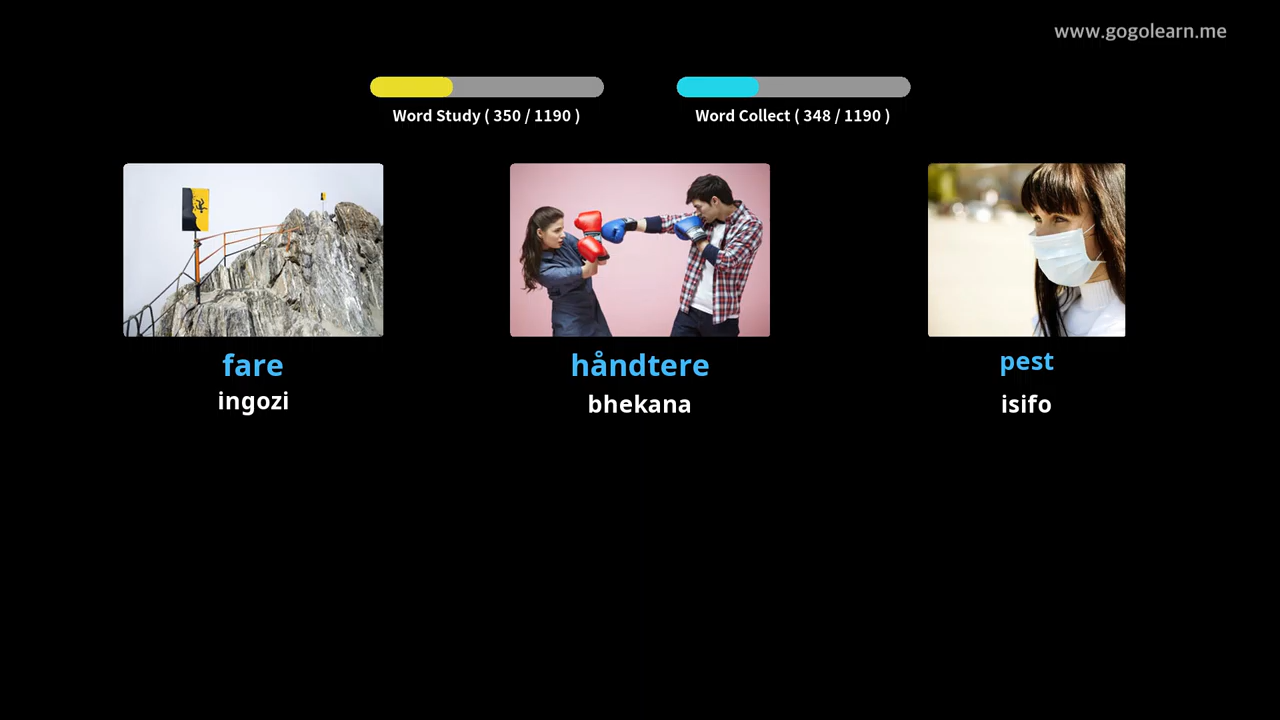 www.gogolearn.me
Word Study ( 350 / 1190 )
Word Collect ( 348 / 1190 )
fare
håndtere
pest
ingozi
bhekana
isifo